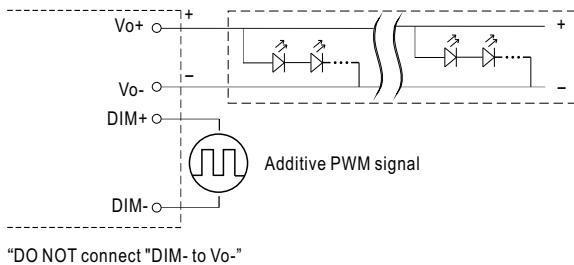 Vo+
+
+
Vo-
–
–
DIM+
Additive PWM signal
DIM-
“DO NOT connect "DIM- to Vo-”